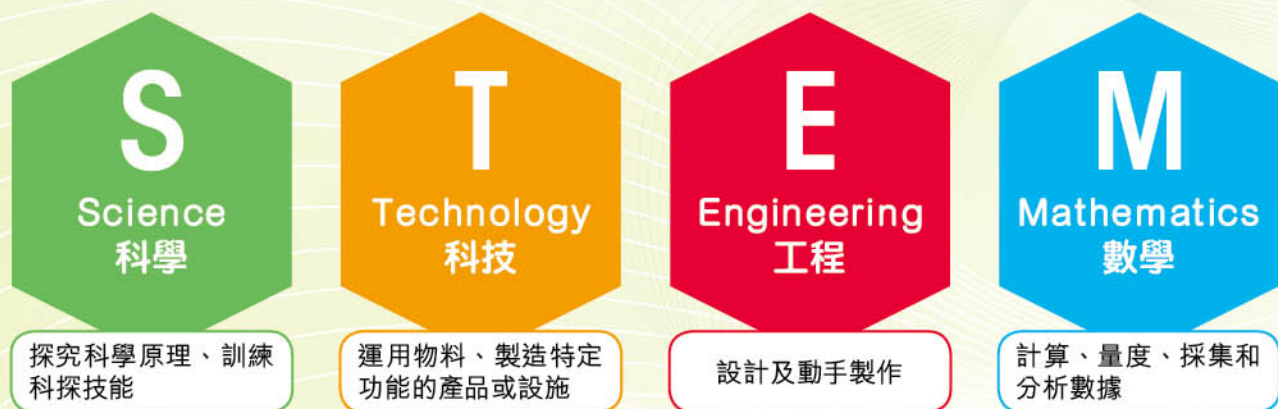 S
Science
科學
探究科學原理、訓練
科探技能
T
Technology
科技
運用物料、製造特定
功能的產品或設施
E
Engineering
工程
設計及動手製作
M
Mathematics
數學
計算、量度、採集和
分析數據